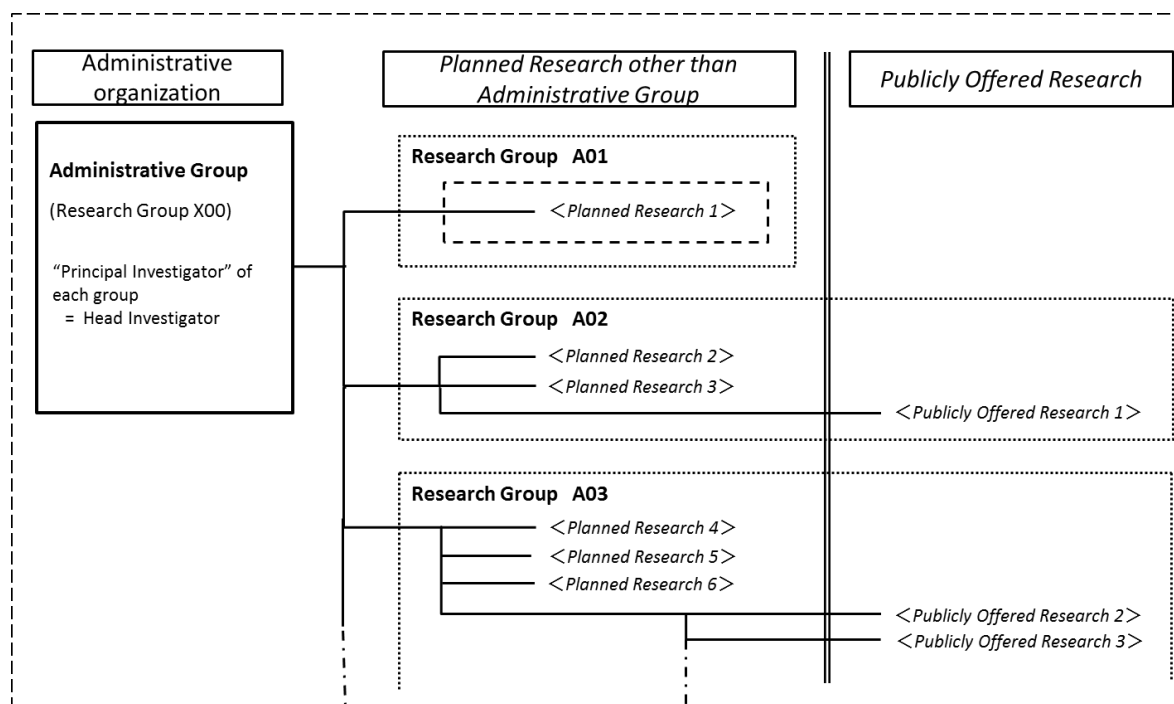 Administrative
organization
Planned Research other than
Administrative Group
Publicly Offered Research
Administrative Group
(Research Group X00)
“Principal Investigator” of
each group
= Head Investigator
Research Group A01
＜Planned Research 1＞
Research Group A02
＜Planned Research 2＞
＜Planned Research 3＞
＜Publicly Offered Research 1＞
Research Group A03
＜Planned Research 4＞
＜Planned Research 5＞
＜Planned Research 6＞
＜Publicly Offered Research 2＞
＜Publicly Offered Research 3＞